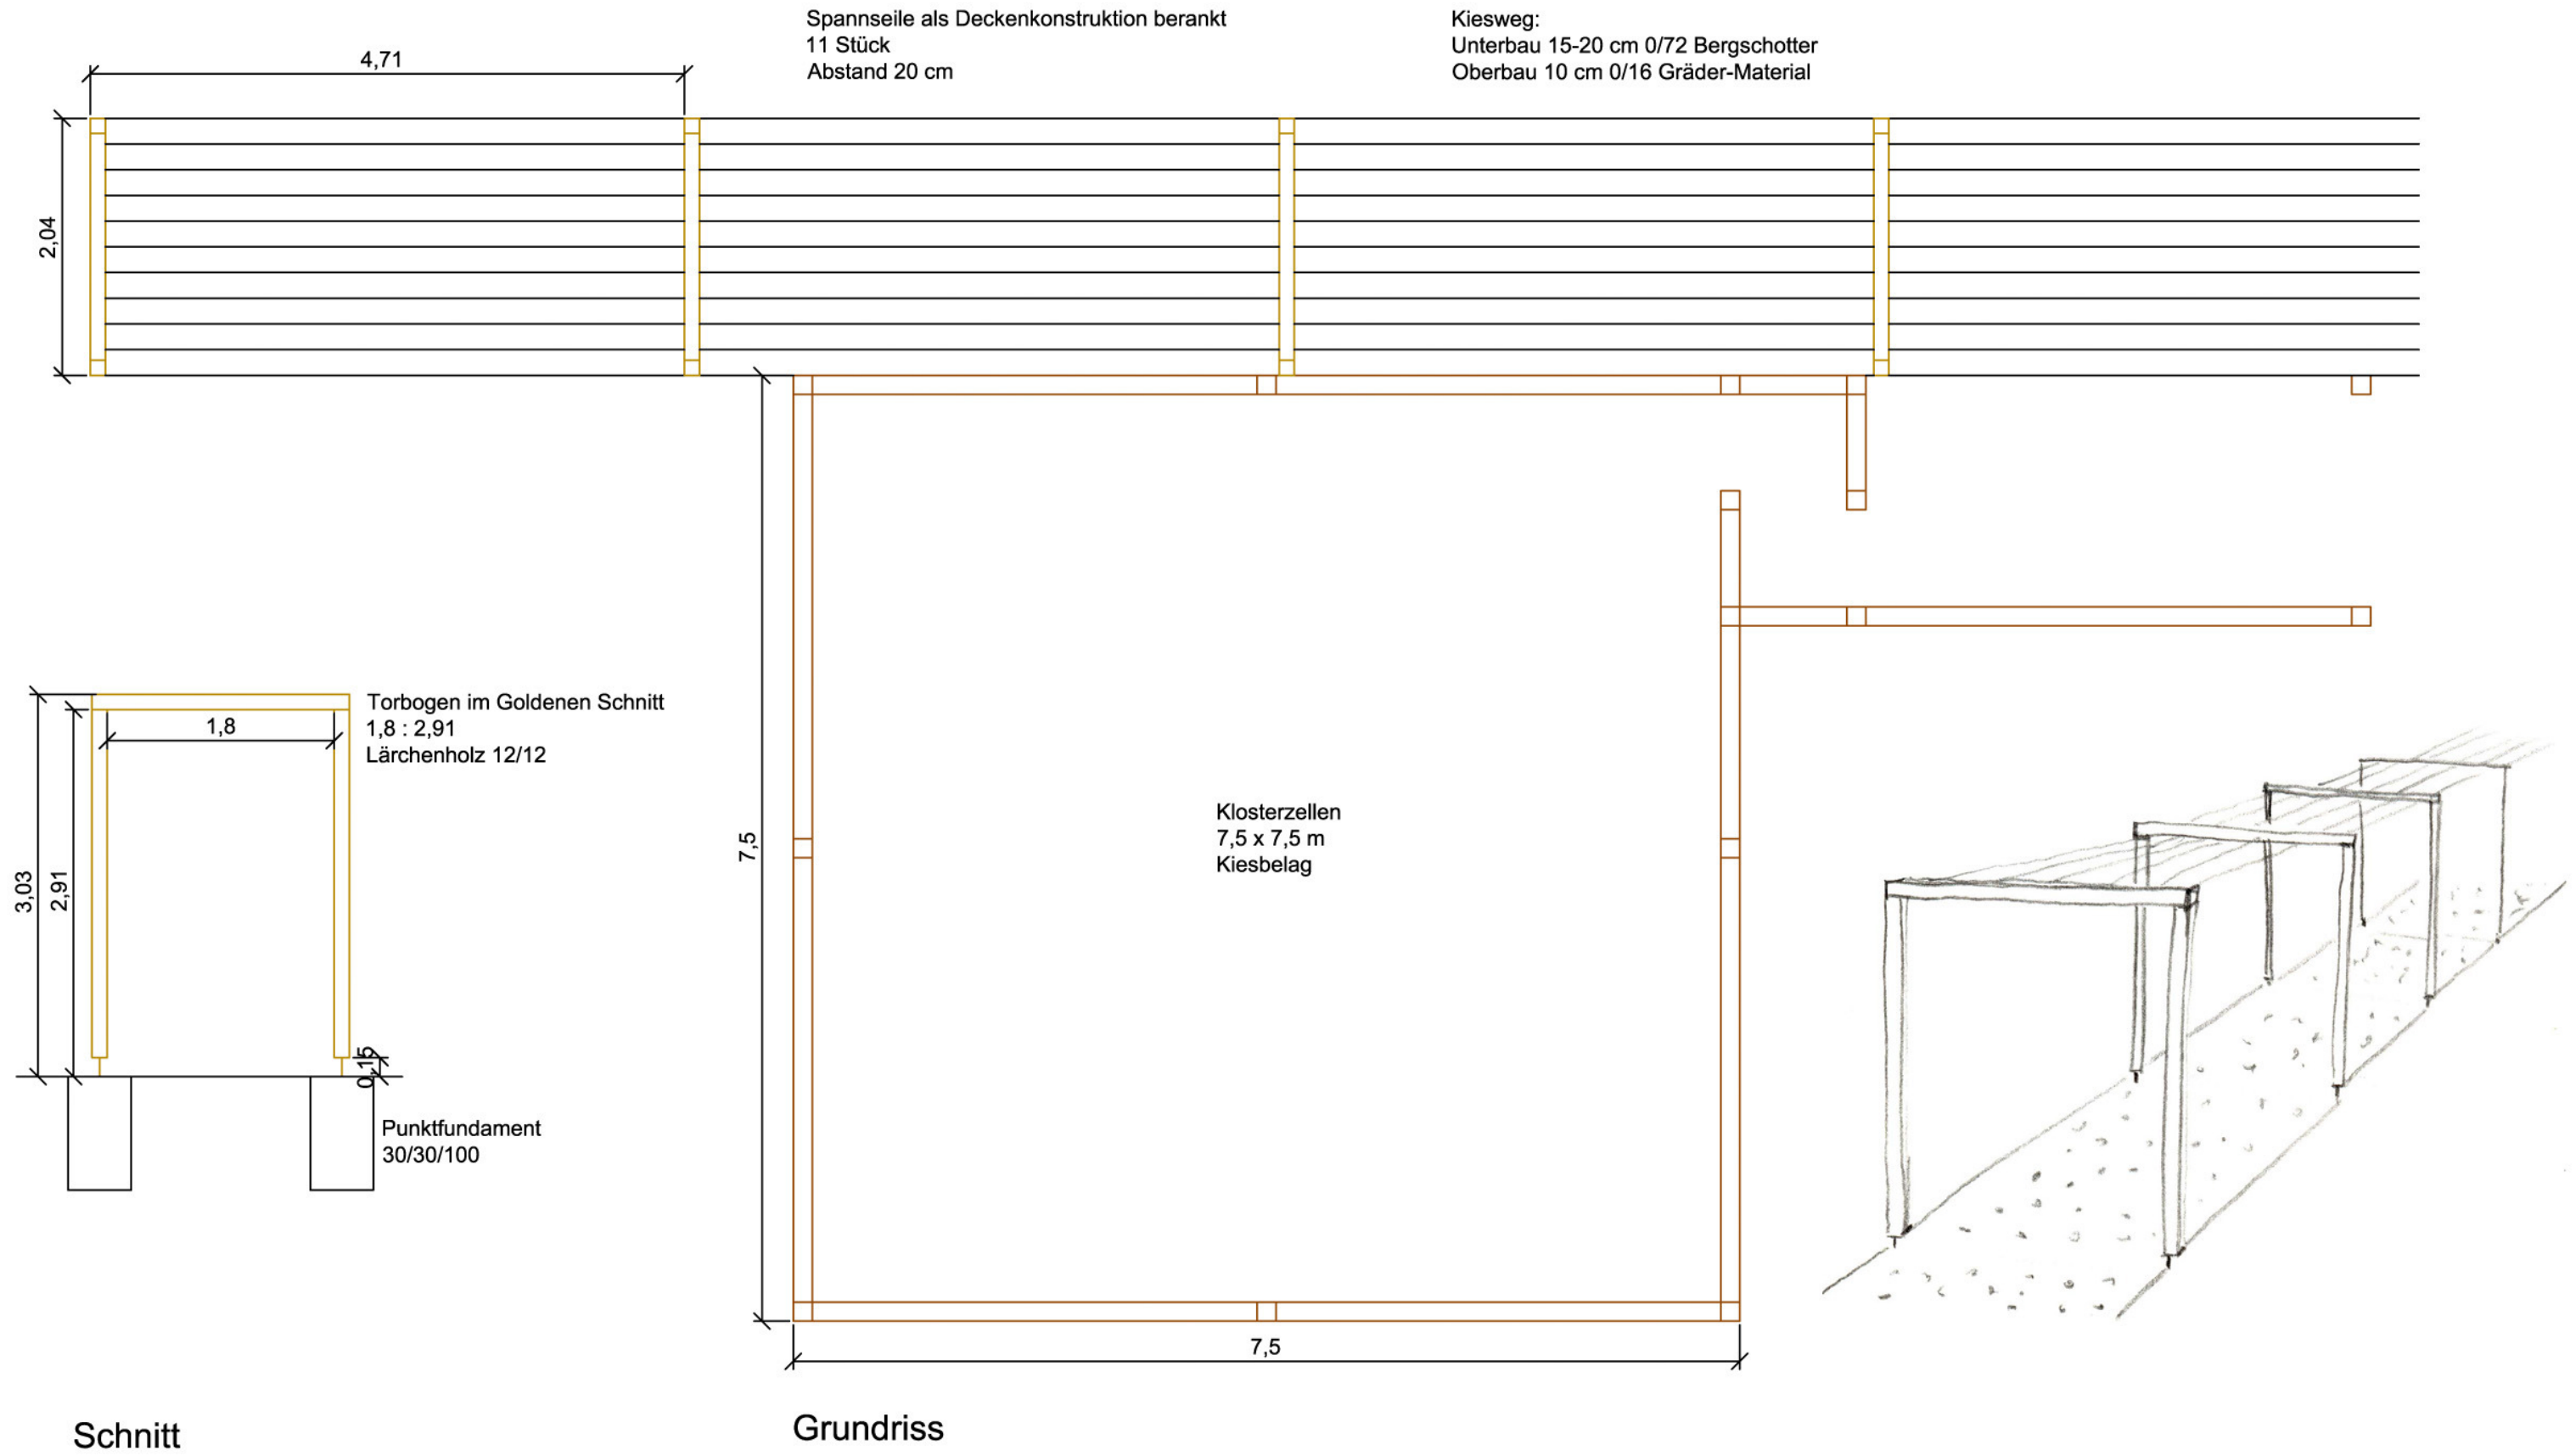 Spannseile als Deckenkonstruktion berankt
11 Stück
Abstand 20 cm
Kiesweg:
Unterbau 15-20 cm 0/72 Bergschotter
Oberbau 10 cm 0/16 Gräder-Material
4,71
2,04
Torbogen im Goldenen Schnitt
1,8 : 2,91
Lärchenholz 12/12
1,8
3,03
2,91
0,15
Punktfundament
30/30/100
7,5
Klosterzellen
7,5 x 7,5 m
Kiesbelag
7,5
Schnitt
Grundriss